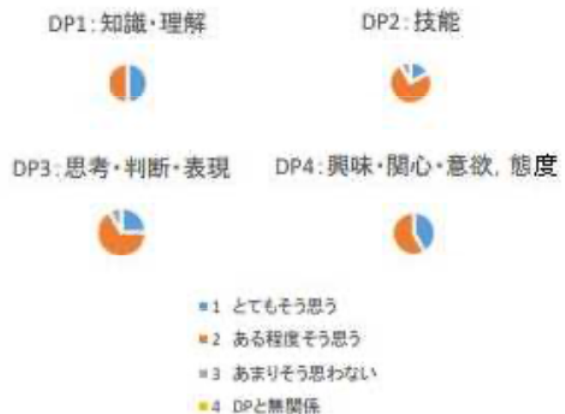 DP1:知識・理解
DP2:技能
DP3:思考・判断・表現
DP4:興味・関心・意欲,態度
1 とてもそう思う
2 ある程度そう思う
3 あまりそう思わない
4 DPと無関係